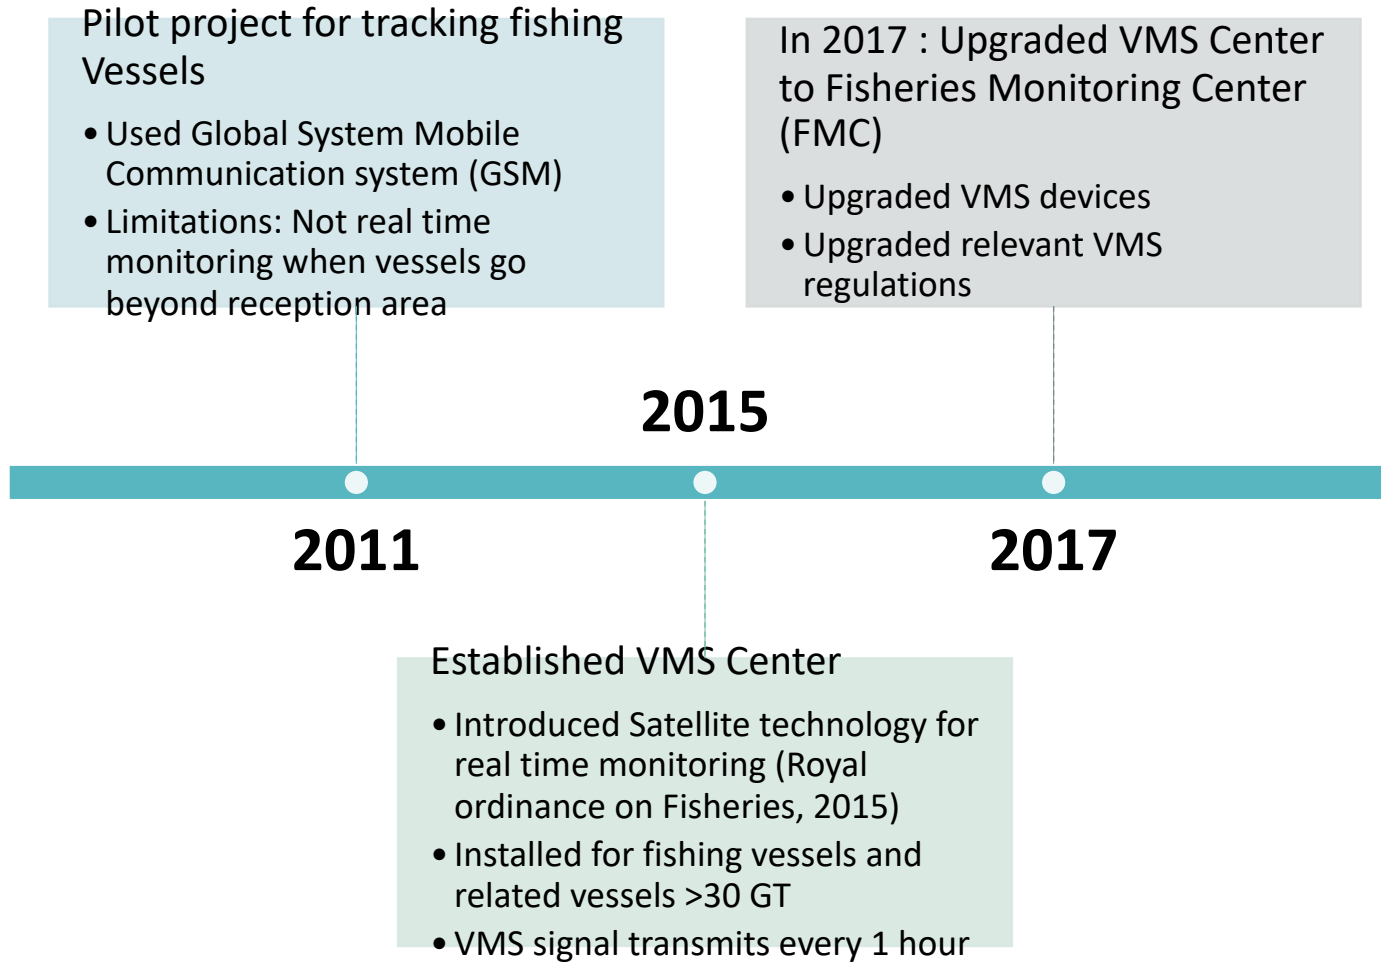 Pilot project for tracking fishing
Vessels
• Used Global System Mobile
Communication system (GSM)
• Limitations: Not real time
monitoring when vessels go
beyond reception area
In 2017 : Upgraded VMS Center
to Fisheries Monitoring Center
(FMC)
• Upgraded VMS devices
• Upgraded relevant VMS
regulations
2015
2011
2017
Established VMS Center
• Introduced Satellite technology for
real time monitoring (Royal
ordinance on Fisheries, 2015)
• Installed for fishing vessels and
related vessels >30 GT
• VMS signal transmits every 1 hour